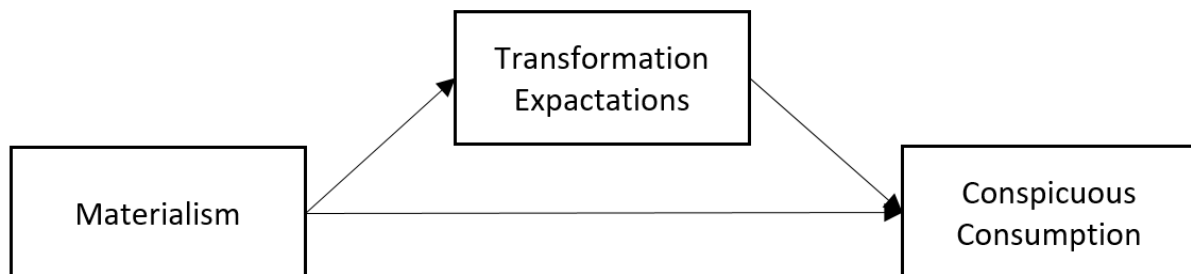 Transformation
Expactations
Materialism
Conspicuous
Consumption